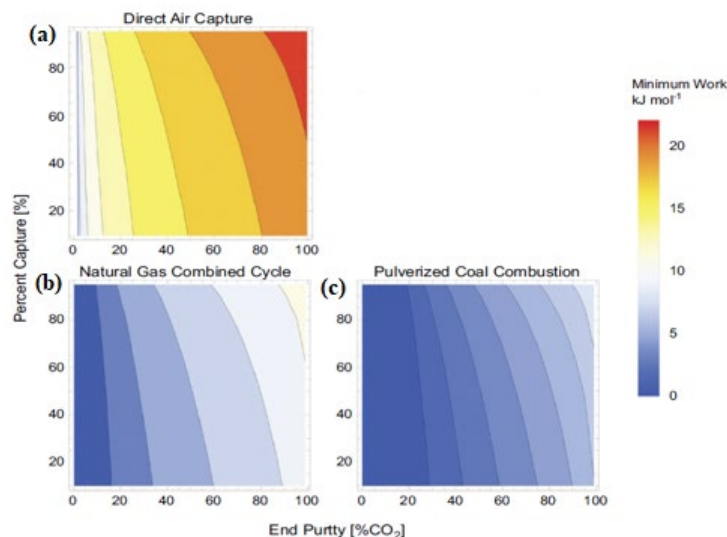 Direct Air Capture
(a)
80
60
40
20
0 20 40 60 80 100
Minimum Work
kJ mol⁻¹
20
15
10
5
0
Percent Capture [%]
(b) Natural Gas Combined Cycle
80
60
40
20
0 20 40 60 80 100
(c) Pulverized Coal Combustion
80
60
40
20
0 20 40 60 80 100
End Purtty [%CO₂]